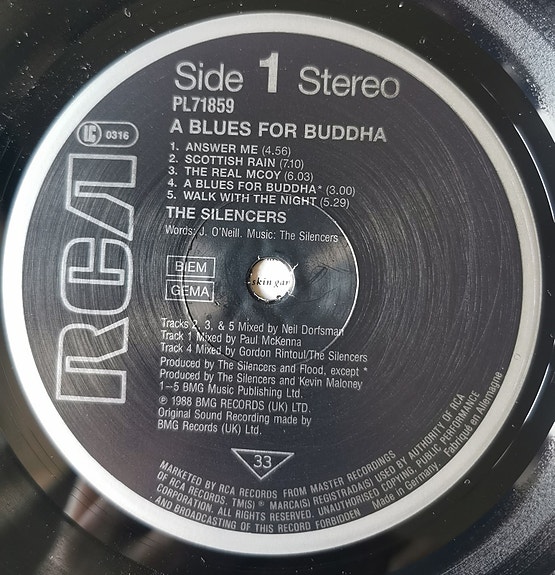 Side 1 Stereo
PL71859
A BLUES FOR BUDDHA
LC 0316
1. ANSWER ME (4.56)
2. SCOTTISH RAIN (7.10)
3. THE REAL MCOY (6.03)
4. A BLUES FOR BUDDHA* (3.00)
5. WALK WITH THE NIGHT (5.29)
THE SILENCERS
Words: J. O'Neill. Music: The Silencers
RCA
BIEM
GEMA
skin gar
Tracks 2, 3, & 5 Mixed by Neil Dorfsman
Track 1 Mixed by Paul McKenna
Track 4 Mixed by Gordon Rintoul/The Silencers
Produced by The Silencers and Flood, except *
Produced by The Silencers and Kevin Maloney
1–5 BMG Music Publishing Ltd.
℗ 1988 BMG RECORDS (UK) LTD.
Original Sound Recording made by
BMG Records (UK) Ltd.
33
MARKETED BY RCA RECORDS FROM MASTER RECORDINGS
OF RCA RECORDS. TM(S) ® MARCA(S) REGISTRADA(S) USED BY AUTHORITY OF RCA
CORPORATION. ALL RIGHTS RESERVED. UNAUTHORISED COPYING, PUBLIC PERFORMANCE
AND BROADCASTING OF THIS RECORD FORBIDDEN Made in Germany. Fabriqué en Allemagne.